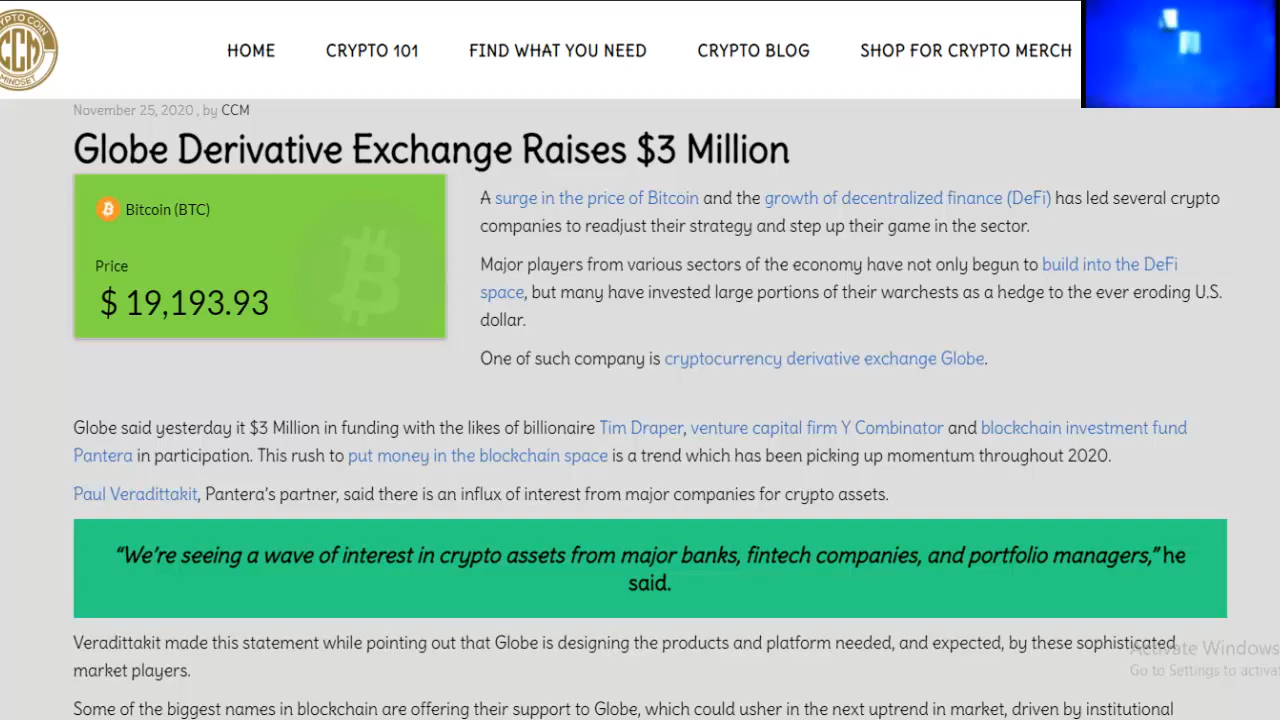 CRYPTO COIN
CCM
MINDSET
HOME
CRYPTO 101
FIND WHAT YOU NEED
CRYPTO BLOG
SHOP FOR CRYPTO MERCH
November 25, 2020 , by CCM
Globe Derivative Exchange Raises $3 Million
Bitcoin (BTC)
Price
$ 19,193.93
A surge in the price of Bitcoin and the growth of decentralized finance (DeFi) has led several crypto
companies to readjust their strategy and step up their game in the sector.
Major players from various sectors of the economy have not only begun to build into the DeFi
space, but many have invested large portions of their warchests as a hedge to the ever eroding U.S.
dollar.
One of such company is cryptocurrency derivative exchange Globe.
Globe said yesterday it $3 Million in funding with the likes of billionaire Tim Draper, venture capital firm Y Combinator and blockchain investment fund
Pantera in participation. This rush to put money in the blockchain space is a trend which has been picking up momentum throughout 2020.
Paul Veradittakit, Pantera's partner, said there is an influx of interest from major companies for crypto assets.
“We’re seeing a wave of interest in crypto assets from major banks, fintech companies, and portfolio managers,” he
said.
Veradittakit made this statement while pointing out that Globe is designing the products and platform needed, and expected, by these sophisticated
market players.
Activate Windows
Go to Settings to activa
Some of the biggest names in blockchain are offering their support to Globe, which could usher in the next uptrend in market, driven by institutional